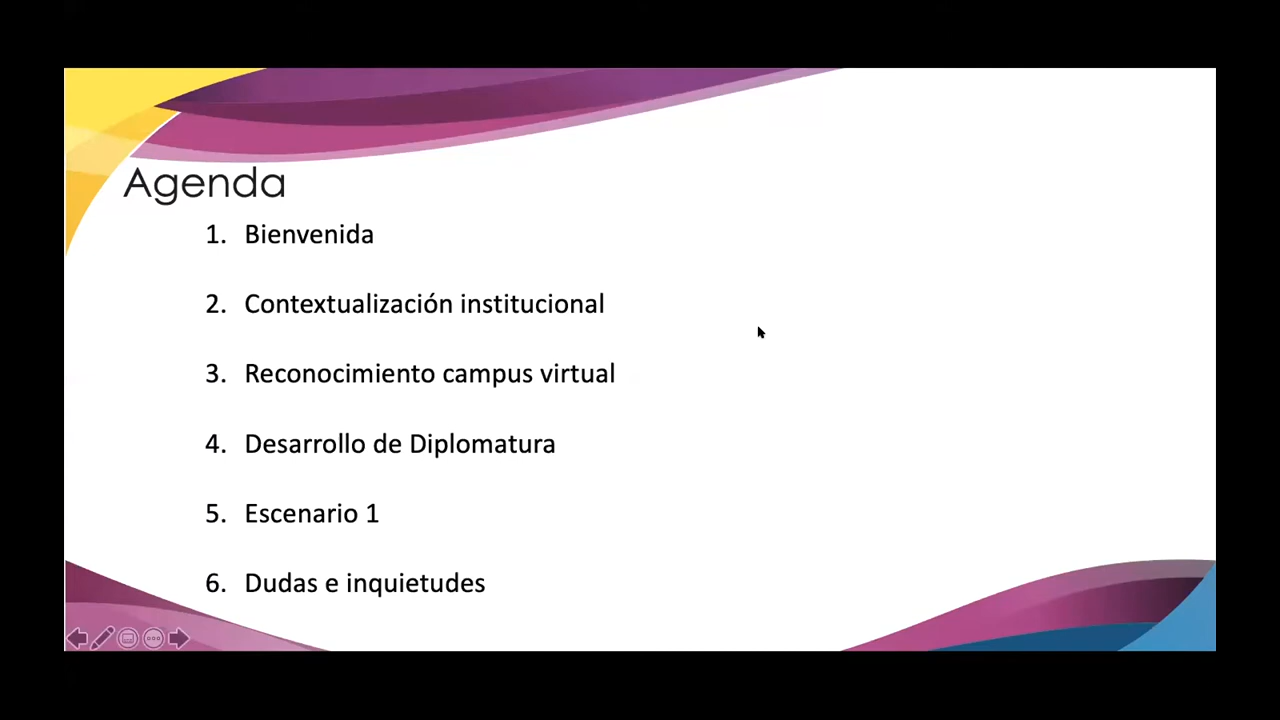 Agenda
1. Bienvenida
2. Contextualización institucional
3. Reconocimiento campus virtual
4. Desarrollo de Diplomatura
5. Escenario 1
6. Dudas e inquietudes